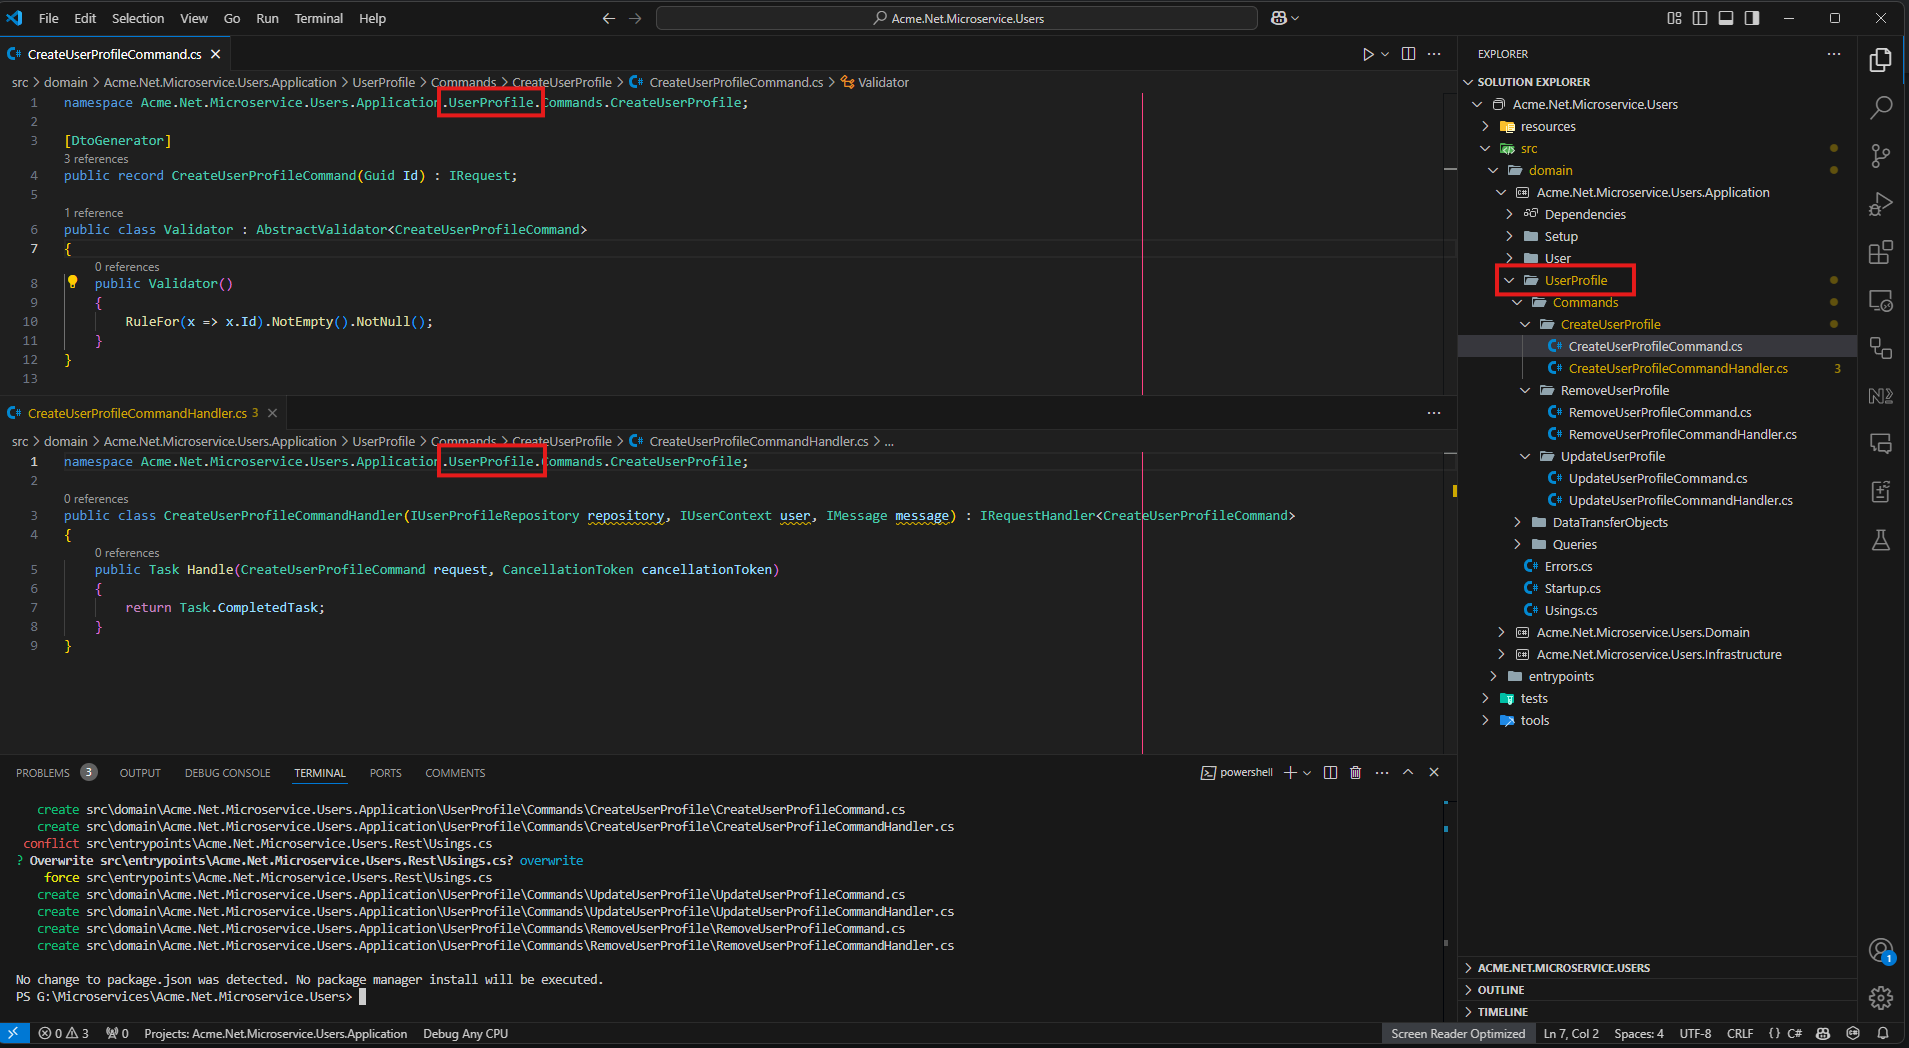 File Edit Selection View Go Run Terminal Help
Acme.Net.Microservice.Users
CreateUserProfileCommand.cs
src > domain > Acme.Net.Microservice.Users.Application > UserProfile > Commands > CreateUserProfile > C# CreateUserProfileCommand.cs > Validator
1 namespace Acme.Net.Microservice.Users.Application.UserProfile.Commands.CreateUserProfile;
2
3 [DtoGenerator]
3 references
4 public record CreateUserProfileCommand(Guid Id) : IRequest;
5
1 reference
6 public class Validator : AbstractValidator<CreateUserProfileCommand>
7 {
0 references
8 public Validator()
9 {
10 RuleFor(x => x.Id).NotEmpty().NotNull();
11 }
12 }
13
CreateUserProfileCommandHandler.cs 3
src > domain > Acme.Net.Microservice.Users.Application > UserProfile > Commands > CreateUserProfile > C# CreateUserProfileCommandHandler.cs > ...
1 namespace Acme.Net.Microservice.Users.Application.UserProfile.Commands.CreateUserProfile;
2
0 references
3 public class CreateUserProfileCommandHandler(IUserProfileRepository repository, IUserContext user, IMessage message) : IRequestHandler<CreateUserProfileCommand>
4 {
0 references
5 public Task Handle(CreateUserProfileCommand request, CancellationToken cancellationToken)
6 {
7 return Task.CompletedTask;
8 }
9 }
PROBLEMS 3 OUTPUT DEBUG CONSOLE TERMINAL PORTS COMMENTS
powershell
create src\domain\Acme.Net.Microservice.Users.Application\UserProfile\Commands\CreateUserProfile\CreateUserProfileCommand.cs
create src\domain\Acme.Net.Microservice.Users.Application\UserProfile\Commands\CreateUserProfile\CreateUserProfileCommandHandler.cs
conflict src\entrypoints\Acme.Net.Microservice.Users.Rest\Usings.cs
? Overwrite src\entrypoints\Acme.Net.Microservice.Users.Rest\Usings.cs? overwrite
force src\entrypoints\Acme.Net.Microservice.Users.Rest\Usings.cs
create src\domain\Acme.Net.Microservice.Users.Application\UserProfile\Commands\UpdateUserProfile\UpdateUserProfileCommand.cs
create src\domain\Acme.Net.Microservice.Users.Application\UserProfile\Commands\UpdateUserProfile\UpdateUserProfileCommandHandler.cs
create src\domain\Acme.Net.Microservice.Users.Application\UserProfile\Commands\RemoveUserProfile\RemoveUserProfileCommand.cs
create src\domain\Acme.Net.Microservice.Users.Application\UserProfile\Commands\RemoveUserProfile\RemoveUserProfileCommandHandler.cs
No change to package.json was detected. No package manager install will be executed.
PS G:\Microservices\Acme.Net.Microservice.Users>
EXPLORER
SOLUTION EXPLORER
Acme.Net.Microservice.Users
resources
src
domain
Acme.Net.Microservice.Users.Application
Dependencies
Setup
User
UserProfile
Commands
CreateUserProfile
C# CreateUserProfileCommand.cs
C# CreateUserProfileCommandHandler.cs 3
RemoveUserProfile
C# RemoveUserProfileCommand.cs
C# RemoveUserProfileCommandHandler.cs
UpdateUserProfile
C# UpdateUserProfileCommand.cs
C# UpdateUserProfileCommandHandler.cs
DataTransferObjects
Queries
C# Errors.cs
C# Startup.cs
C# Usings.cs
Acme.Net.Microservice.Users.Domain
Acme.Net.Microservice.Users.Infrastructure
entrypoints
tests
tools
ACME.NET.MICROSERVICE.USERS
OUTLINE
TIMELINE
1
0 3 0 Projects: Acme.Net.Microservice.Users.Application Debug Any CPU
Screen Reader Optimized Ln 7, Col 2 Spaces: 4 UTF-8 CRLF {} C#